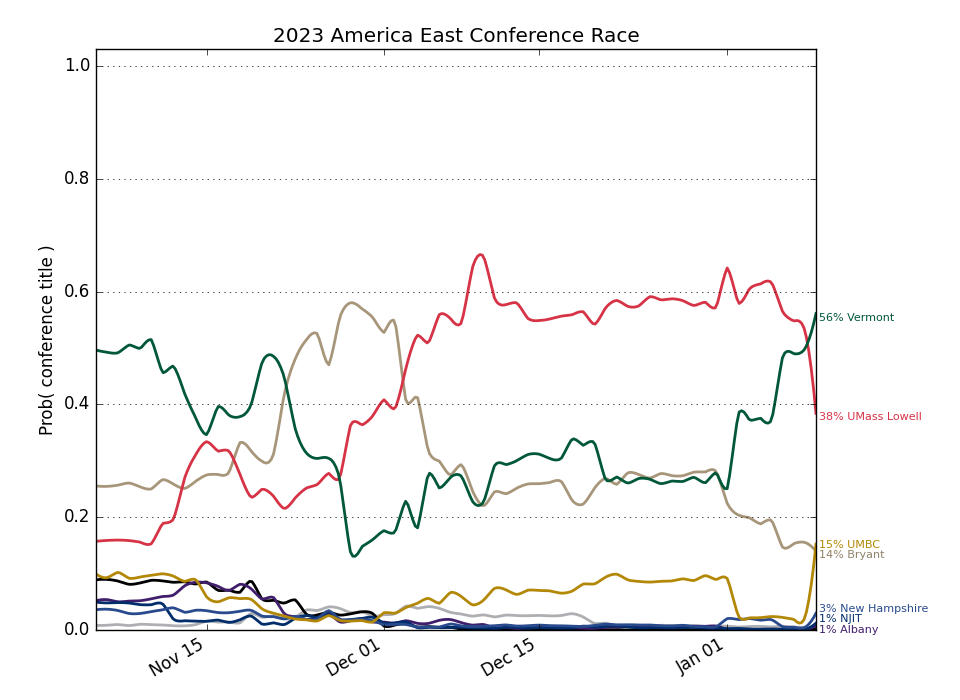 2023 America East Conference Race
Prob( conference title )
1.0
0.8
0.6
0.4
0.2
0.0
Nov 15
Dec 01
Dec 15
Jan 01
56% Vermont
38% UMass Lowell
15% UMBC
14% Bryant
3% New Hampshire
1% NJIT
1% Albany